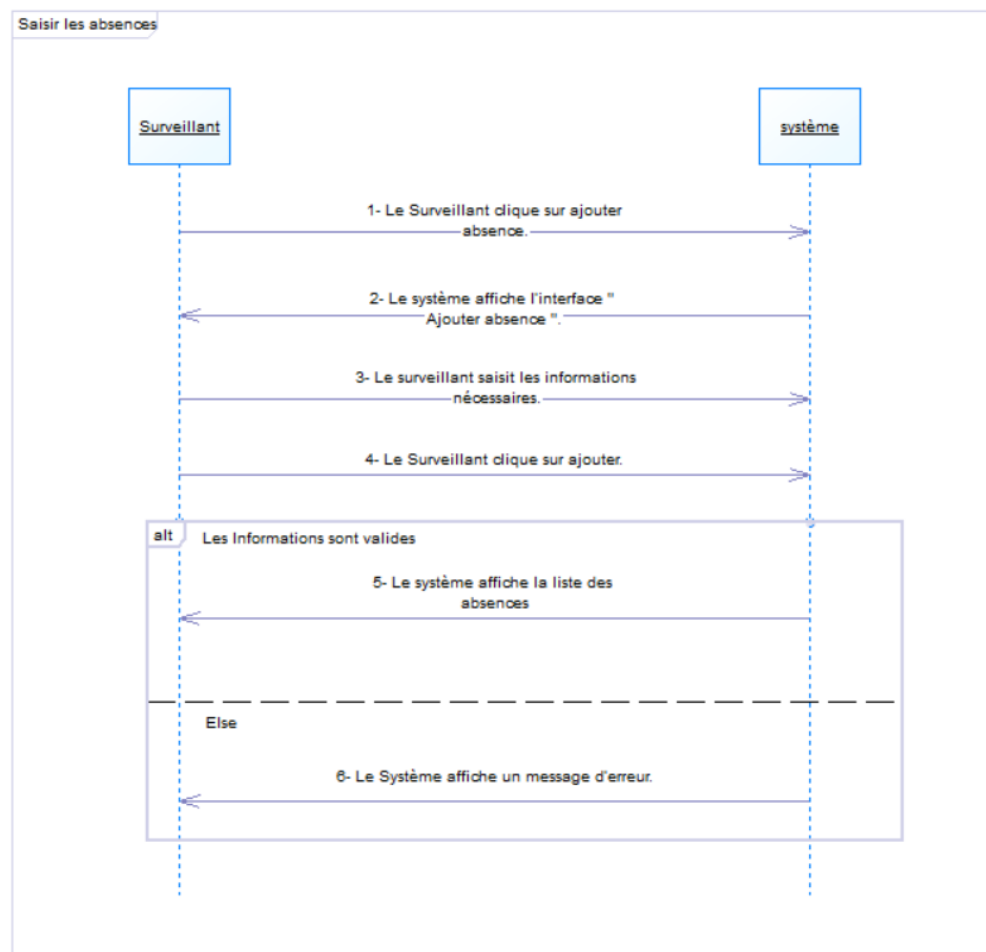 Saisir les absences
Surveillant
système
1- Le Surveillant clique sur ajouter
absence.
2- Le système affiche l'interface "
Ajouter absence ".
3- Le surveillant saisit les informations
nécessaires.
4- Le Surveillant clique sur ajouter.
alt
Les Informations sont valides
5- Le système affiche la liste des
absences
Else
6- Le Système affiche un message d'erreur.